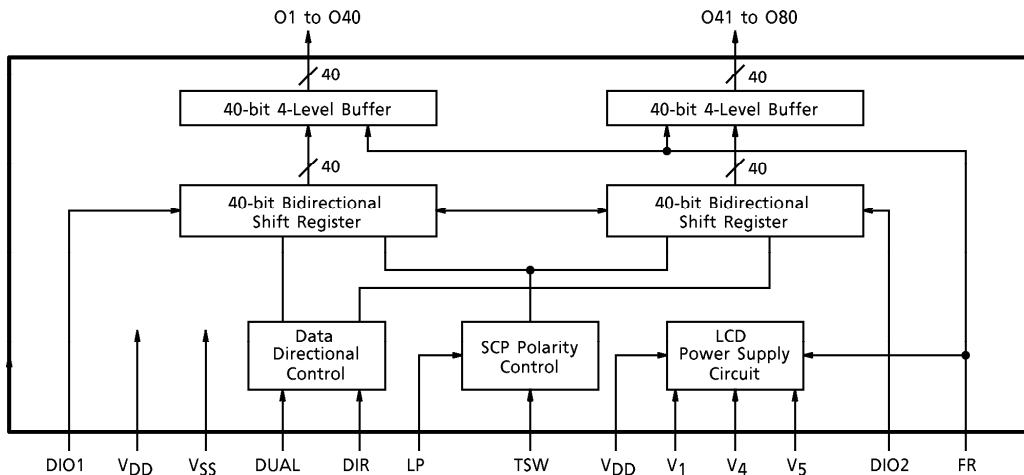 O1 to O40
O41 to O80
40
40
40-bit 4-Level Buffer
40-bit 4-Level Buffer
40
40
40-bit Bidirectional
Shift Register
40-bit Bidirectional
Shift Register
Data
Directional
Control
SCP Polarity
Control
LCD
Power Supply
Circuit
DIO1
VDD
VSS
DUAL
DIR
LP
TSW
VDD
V1
V4
V5
DIO2
FR